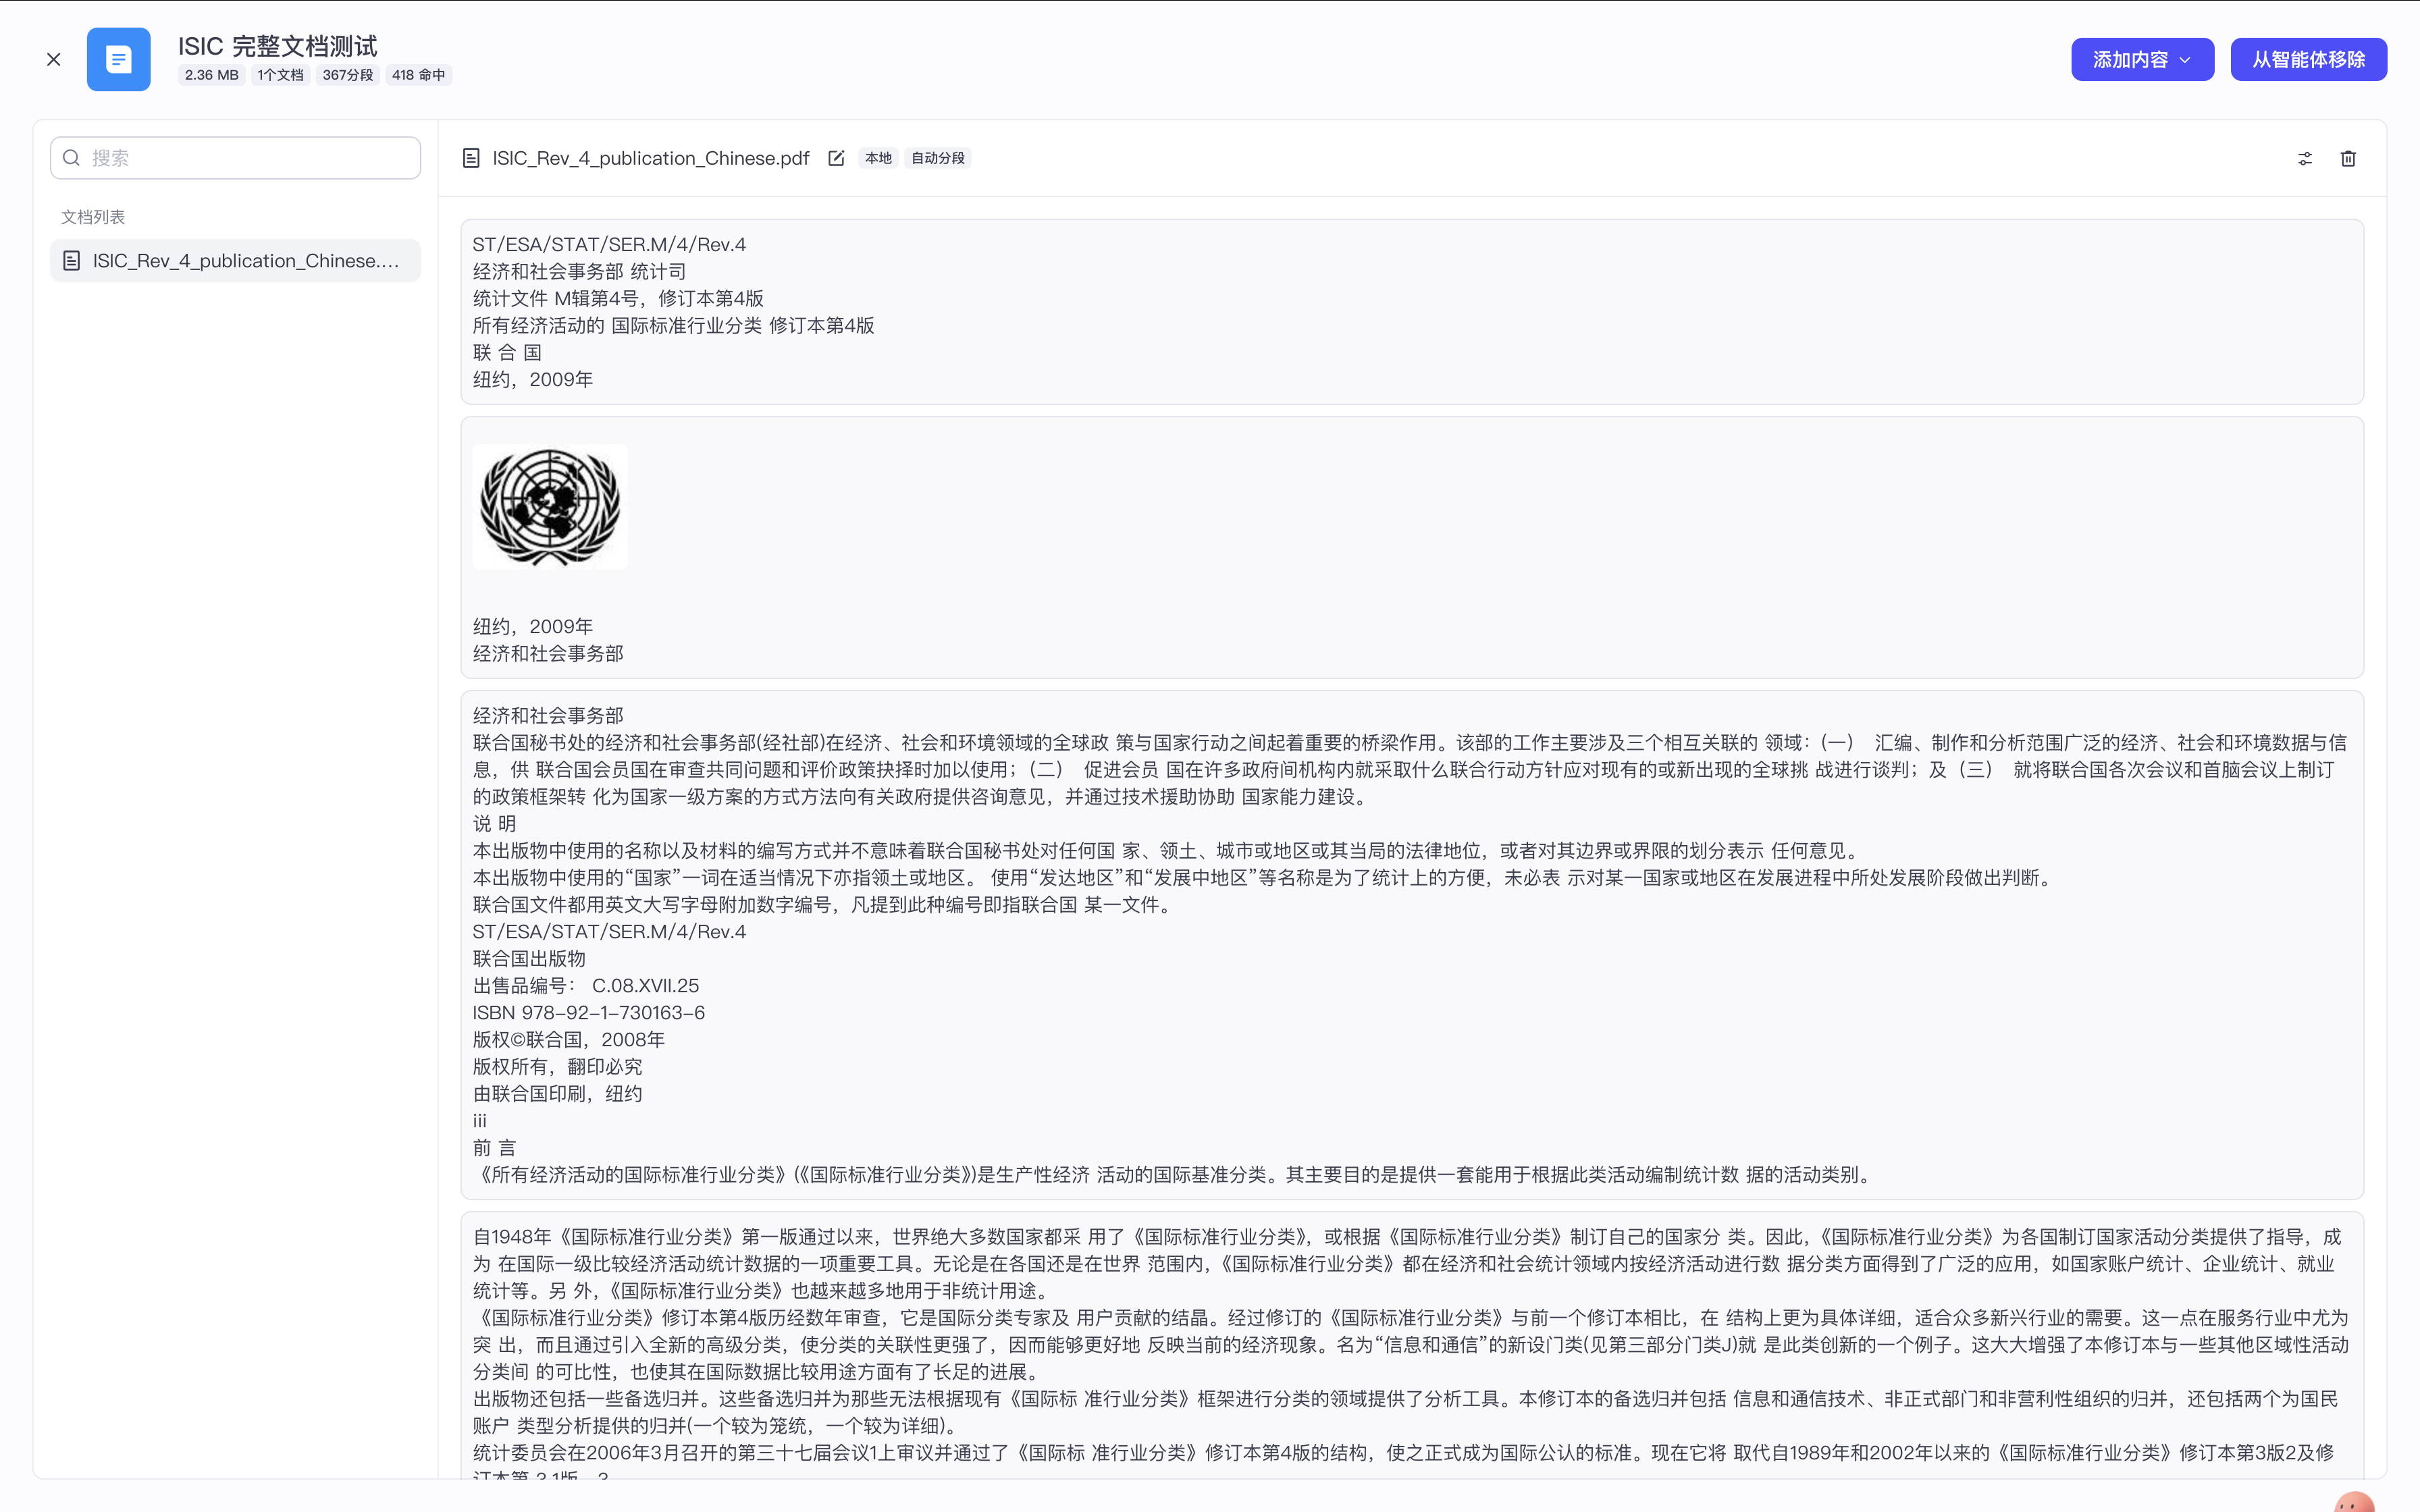 ISIC 完整文档测试
2.36 MB 1个文档 367分段 418 命中
添加内容
从智能体移除
搜索
文档列表
ISIC_Rev_4_publication_Chinese....
ISIC_Rev_4_publication_Chinese.pdf 本地 自动分段
ST/ESA/STAT/SER.M/4/Rev.4
经济和社会事务部 统计司
统计文件 M辑第4号，修订本第4版
所有经济活动的 国际标准行业分类 修订本第4版
联 合 国
纽约，2009年
纽约，2009年
经济和社会事务部
经济和社会事务部
联合国秘书处的经济和社会事务部(经社部)在经济、社会和环境领域的全球政 策与国家行动之间起着重要的桥梁作用。该部的工作主要涉及三个相互关联的 领域：（一） 汇编、制作和分析范围广泛的经济、社会和环境数据与信
息，供 联合国会员国在审查共同问题和评价政策抉择时加以使用；（二） 促进会员 国在许多政府间机构内就采取什么联合行动方针应对现有的或新出现的全球挑 战进行谈判；及（三） 就将联合国各次会议和首脑会议上制订
的政策框架转 化为国家一级方案的方式方法向有关政府提供咨询意见，并通过技术援助协助 国家能力建设。
说 明
本出版物中使用的名称以及材料的编写方式并不意味着联合国秘书处对任何国 家、领土、城市或地区或其当局的法律地位，或者对其边界或界限的划分表示 任何意见。
本出版物中使用的“国家”一词在适当情况下亦指领土或地区。 使用“发达地区”和“发展中地区”等名称是为了统计上的方便，未必表 示对某一国家或地区在发展进程中所处发展阶段做出判断。
联合国文件都用英文大写字母附加数字编号，凡提到此种编号即指联合国 某一文件。
ST/ESA/STAT/SER.M/4/Rev.4
联合国出版物
出售品编号： C.08.XVII.25
ISBN 978–92–1–730163–6
版权©联合国，2008年
版权所有，翻印必究
由联合国印刷，纽约
iii
前 言
《所有经济活动的国际标准行业分类》(《国际标准行业分类》)是生产性经济 活动的国际基准分类。其主要目的是提供一套能用于根据此类活动编制统计数 据的活动类别。
自1948年《国际标准行业分类》第一版通过以来，世界绝大多数国家都采 用了《国际标准行业分类》，或根据《国际标准行业分类》制订自己的国家分 类。因此，《国际标准行业分类》为各国制订国家活动分类提供了指导，成
为 在国际一级比较经济活动统计数据的一项重要工具。无论是在各国还是在世界 范围内，《国际标准行业分类》都在经济和社会统计领域内按经济活动进行数 据分类方面得到了广泛的应用，如国家账户统计、企业统计、就业
统计等。另 外，《国际标准行业分类》也越来越多地用于非统计用途。
《国际标准行业分类》修订本第4版历经数年审查，它是国际分类专家及 用户贡献的结晶。经过修订的《国际标准行业分类》与前一个修订本相比，在 结构上更为具体详细，适合众多新兴行业的需要。这一点在服务行业中尤为
突 出，而且通过引入全新的高级分类，使分类的关联性更强了，因而能够更好地 反映当前的经济现象。名为“信息和通信”的新设门类(见第三部分门类J)就 是此类创新的一个例子。这大大增强了本修订本与一些其他区域性活动
分类间 的可比性，也使其在国际数据比较用途方面有了长足的进展。
出版物还包括一些备选归并。这些备选归并为那些无法根据现有《国际标 准行业分类》框架进行分类的领域提供了分析工具。本修订本的备选归并包括 信息和通信技术、非正式部门和非营利性组织的归并，还包括两个为国民
账户 类型分析提供的归并(一个较为笼统，一个较为详细)。
统计委员会在2006年3月召开的第三十七届会议1上审议并通过了《国际标 准行业分类》修订本第4版的结构，使之正式成为国际公认的标准。现在它将 取代自1989年和2002年以来的《国际标准行业分类》修订本第3版2及修